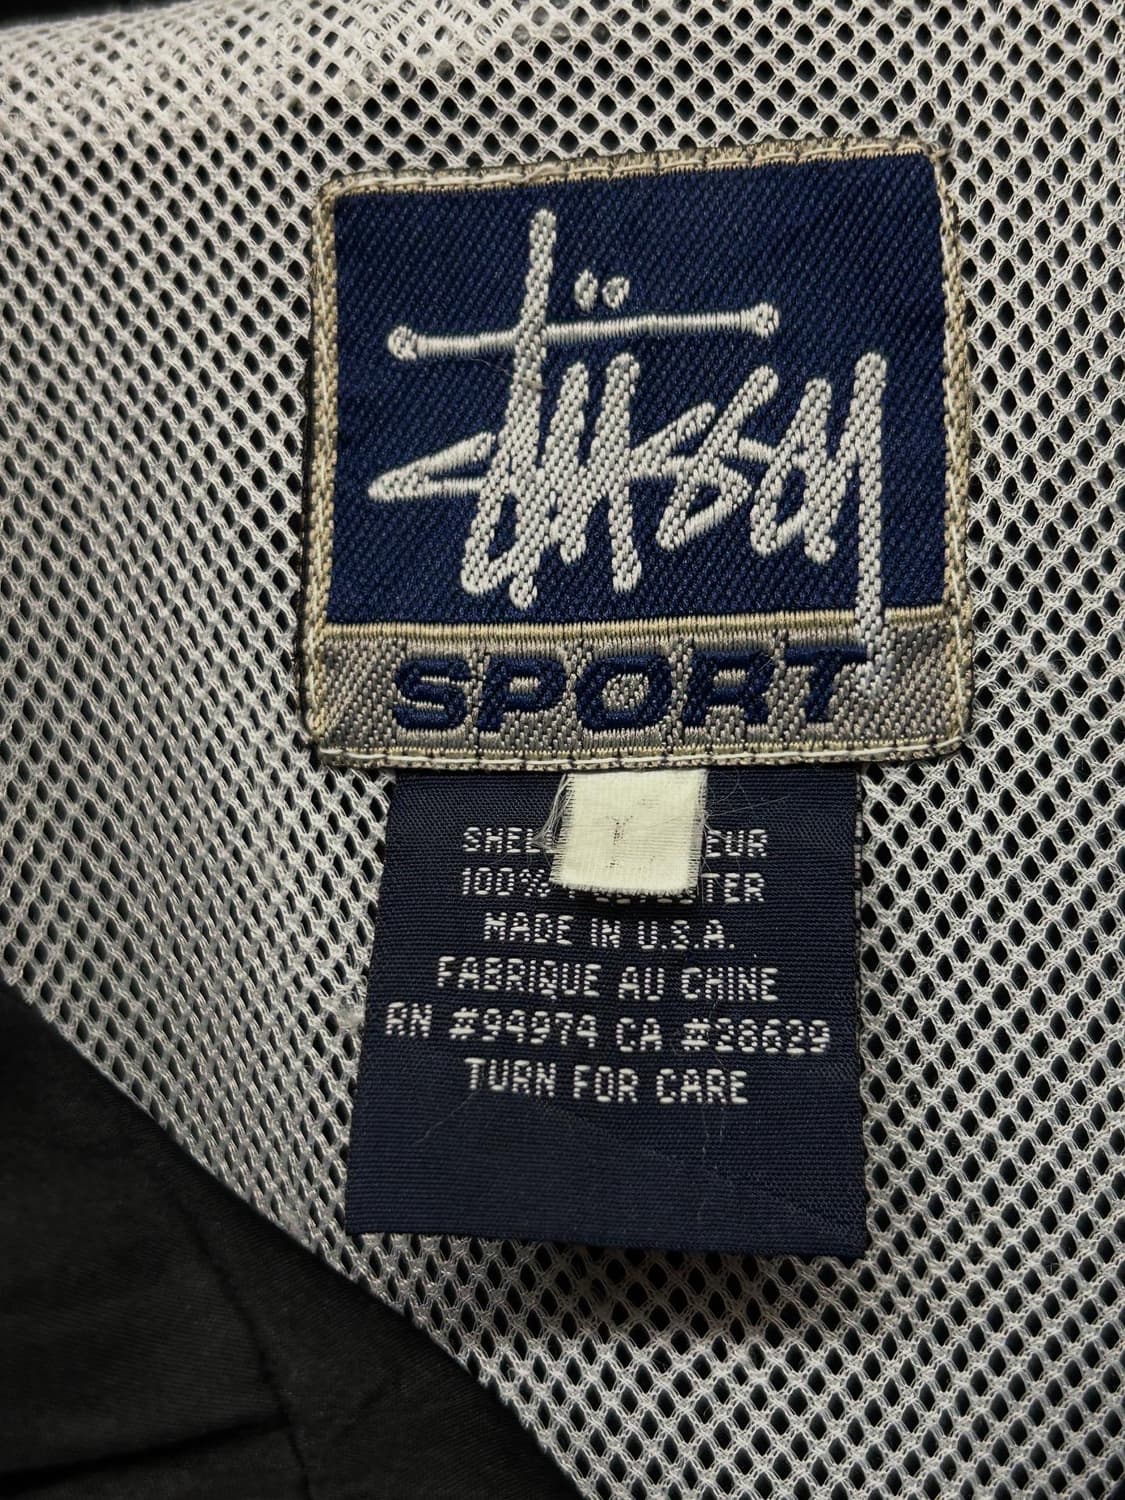 Stüssy
SPORT
MADE IN U.S.A.
FABRIQUE AU CHINE
RN #94974 CA #28629
TURN FOR CARE
100%